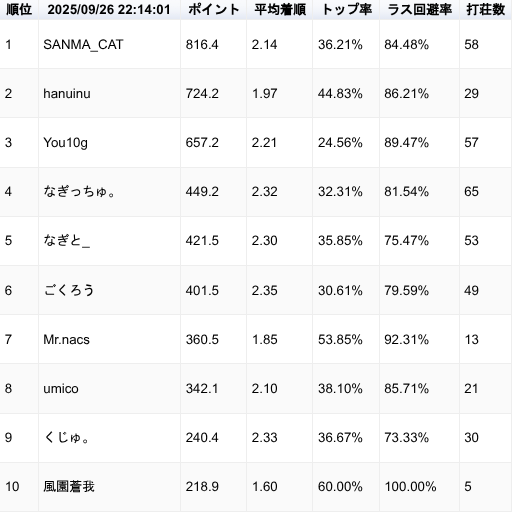 順位 2025/09/26 22:14:01 ポイント 平均着順 トップ率 ラス回避率 打荘数
1 SANMA_CAT 816.4 2.14 36.21% 84.48% 58
2 hanuinu 724.2 1.97 44.83% 86.21% 29
3 You10g 657.2 2.21 24.56% 89.47% 57
4 なぎっちゅ。 449.2 2.32 32.31% 81.54% 65
5 なぎと_ 421.5 2.30 35.85% 75.47% 53
6 ごくろう 401.5 2.35 30.61% 79.59% 49
7 Mr.nacs 360.5 1.85 53.85% 92.31% 13
8 umico 342.1 2.10 38.10% 85.71% 21
9 くじゅ。 240.4 2.33 36.67% 73.33% 30
10 風園蒼我 218.9 1.60 60.00% 100.00% 5